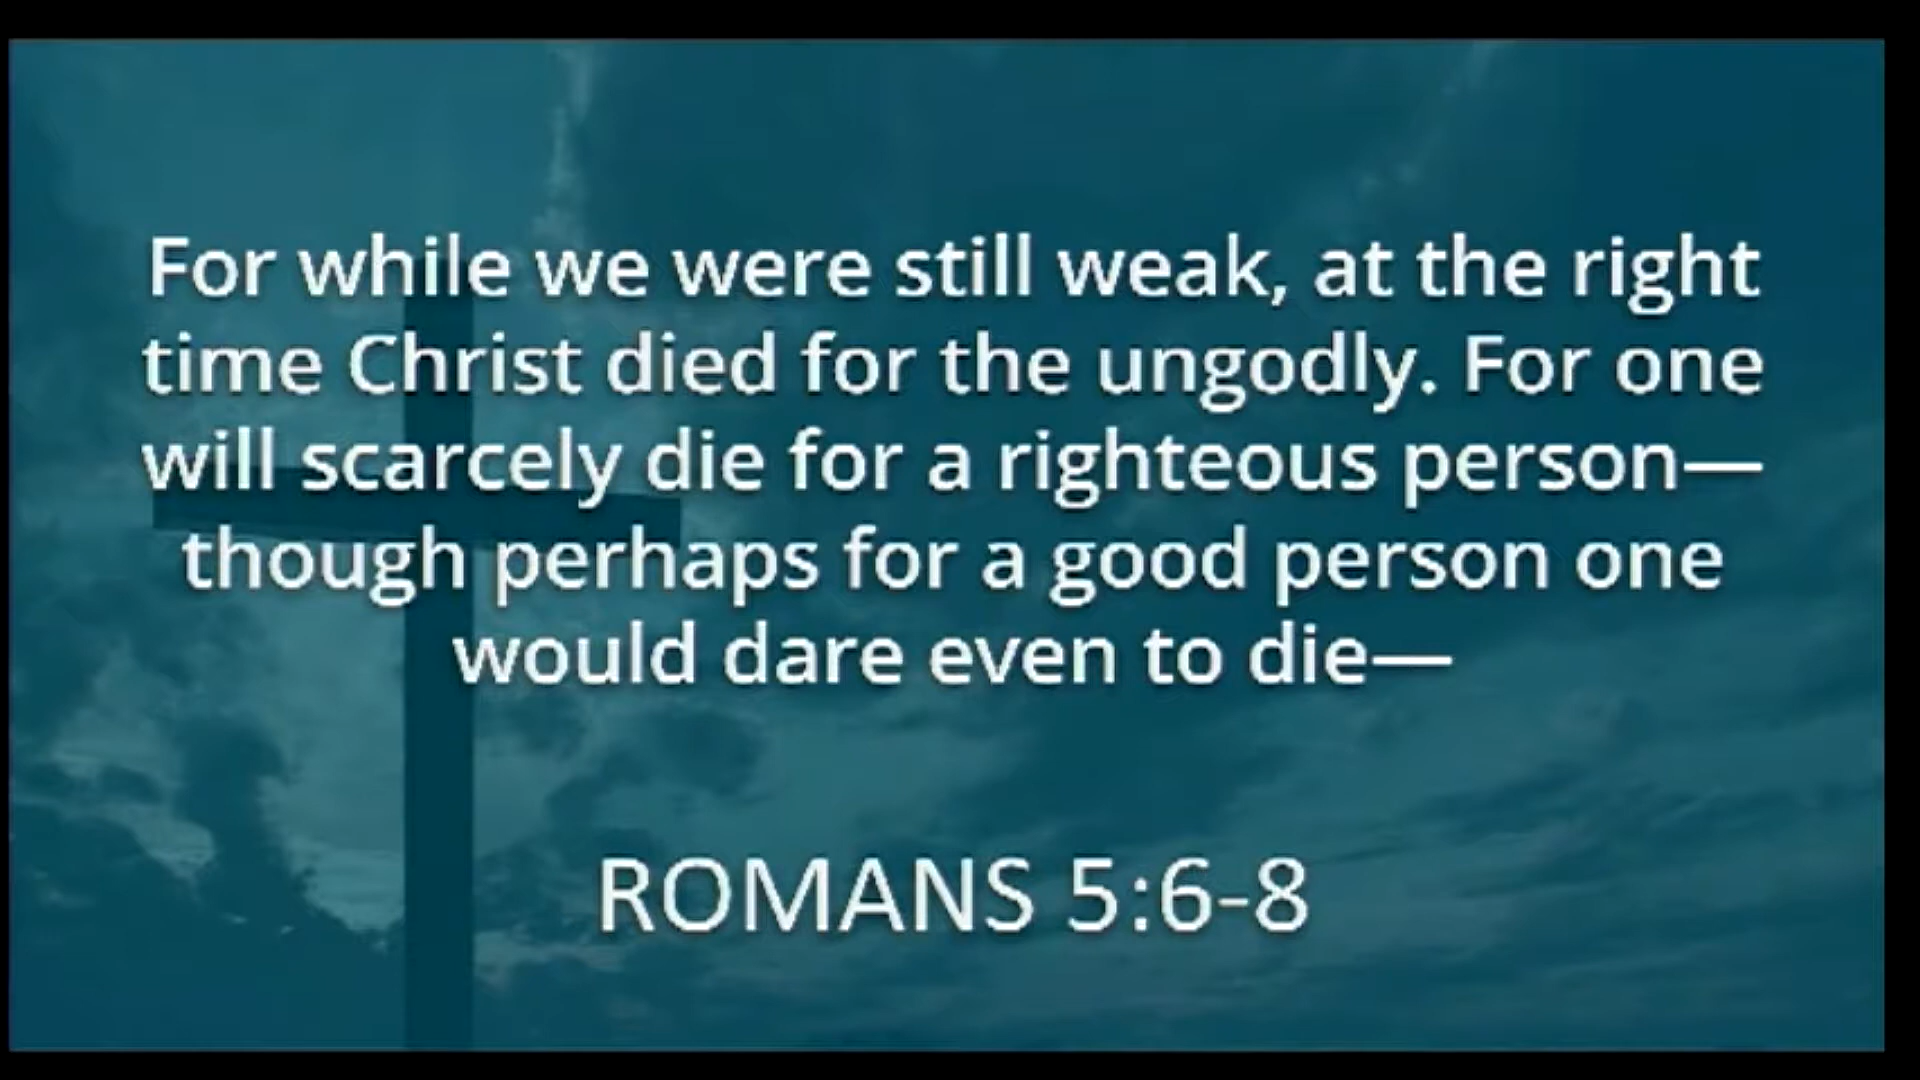 For while we were still weak, at the right
time Christ died for the ungodly. For one
will scarcely die for a righteous person—
though perhaps for a good person one
would dare even to die—
ROMANS 5:6-8